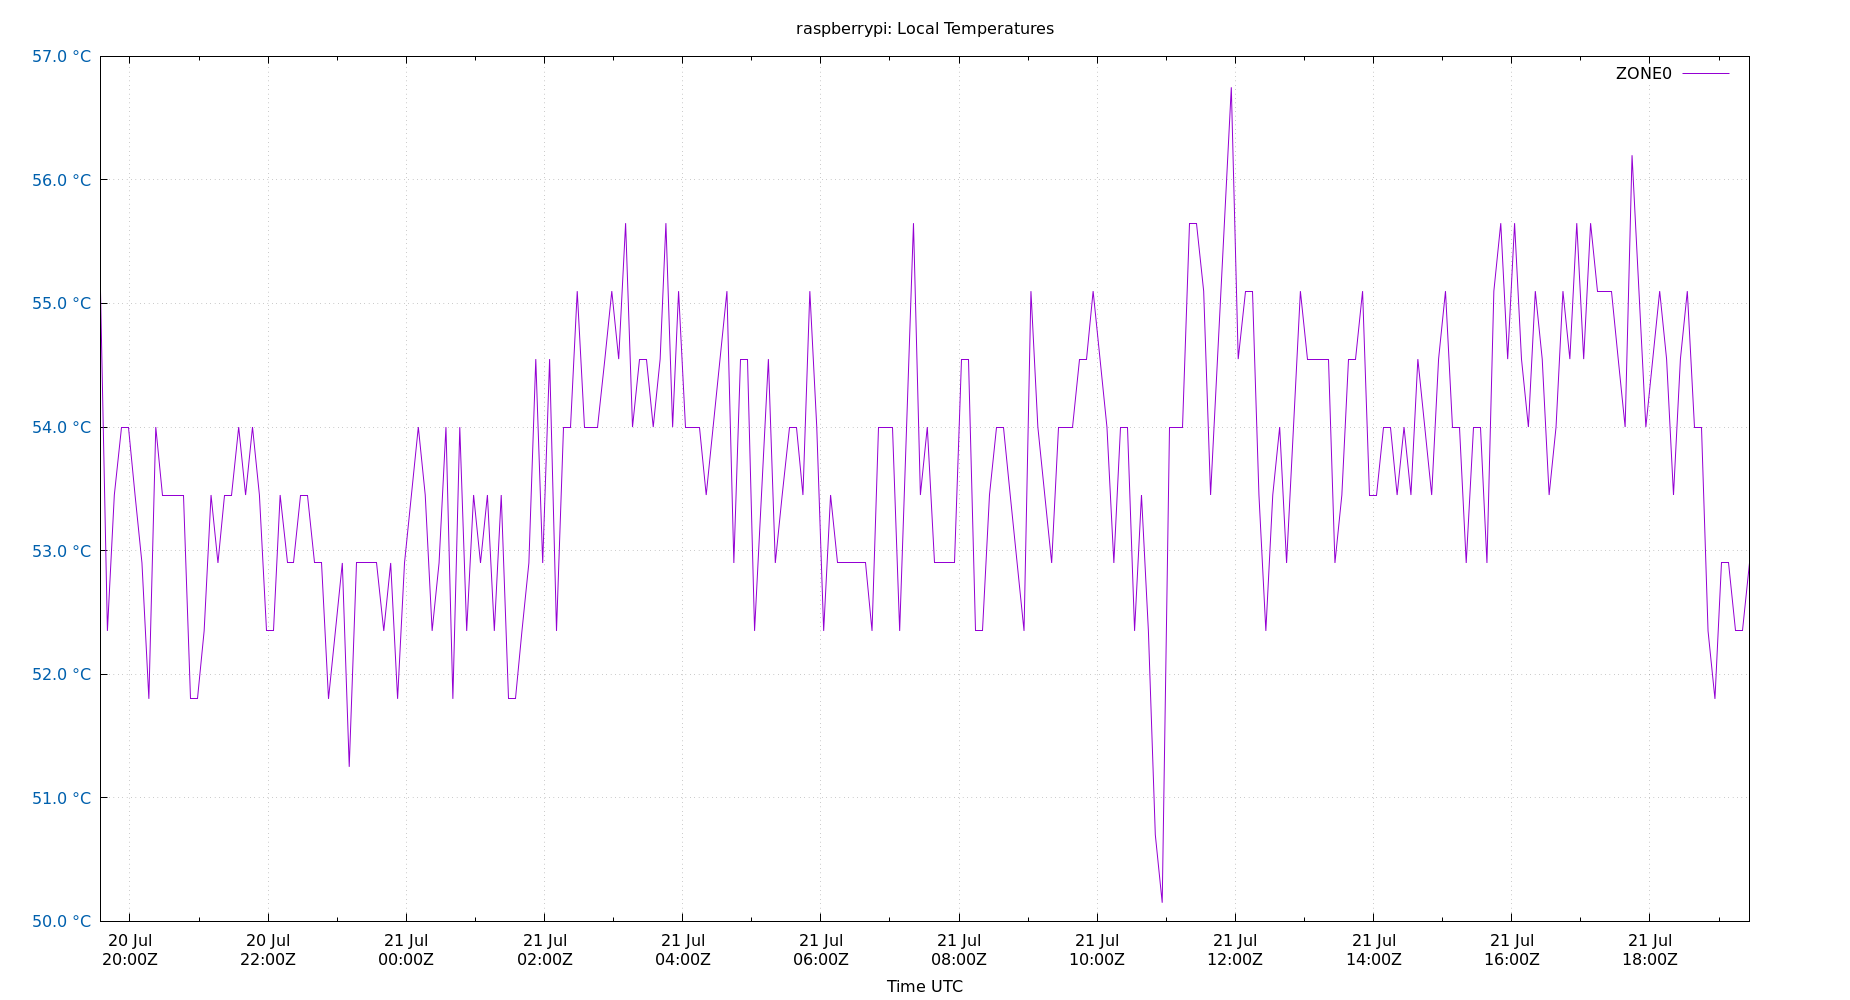 raspberrypi: Local Temperatures
57.0 °C
ZONE0
56.0 °C
55.0 °C
54.0 °C
53.0 °C
52.0 °C
51.0 °C
50.0 °C
20 Jul 20 Jul 21 Jul 21 Jul 21 Jul 21 Jul 21 Jul 21 Jul 21 Jul 21 Jul 21 Jul 21 Jul
20:00Z 22:00Z 00:00Z 02:00Z 04:00Z 06:00Z 08:00Z 10:00Z 12:00Z 14:00Z 16:00Z 18:00Z
Time UTC